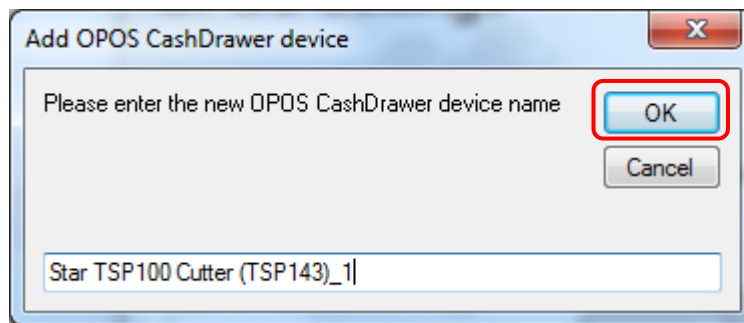 Add OPOS CashDrawer device
Please enter the new OPOS CashDrawer device name
OK
Cancel
Star TSP100 Cutter (TSP143)_1